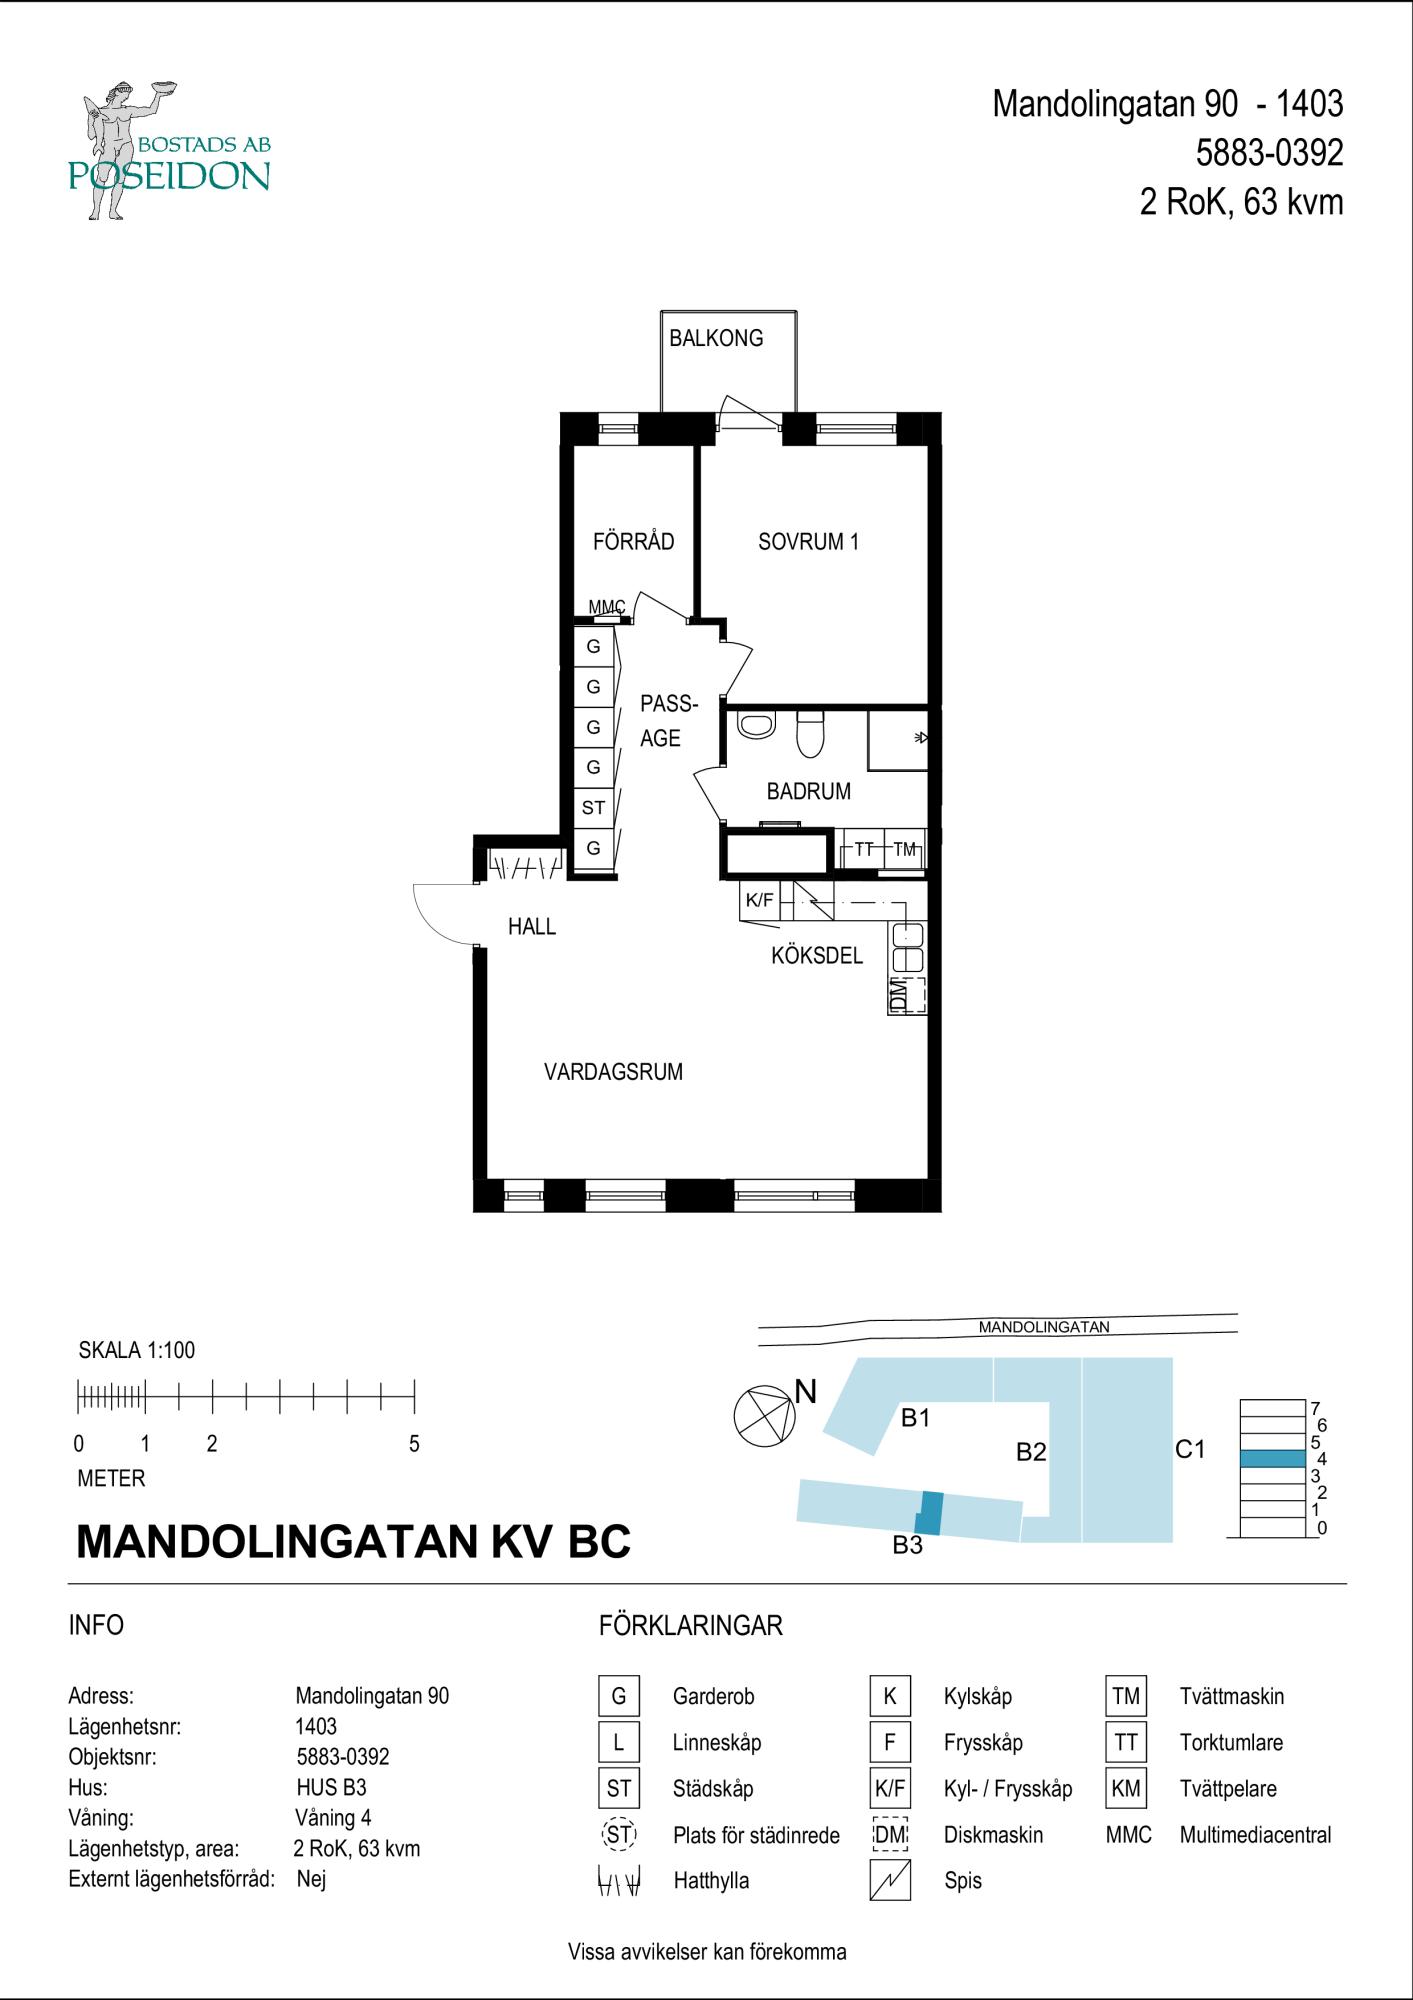 BOSTADS AB
POSEIDON
Mandolingatan 90 - 1403
5883-0392
2 RoK, 63 kvm
BALKONG
FÖRRÅD
SOVRUM 1
MMC
G
G
PASS-
AGE
G
G
BADRUM
ST
G
TT TM
K/F
HALL
KÖKSDEL
DM
VARDAGSRUM
SKALA 1:100
0 1 2 5
METER
MANDOLINGATAN
N
B1
B2
C1
B3
7
6
5
4
3
2
1
0
MANDOLINGATAN KV BC
INFO
Adress: Mandolingatan 90
Lägenhetsnr: 1403
Objektsnr: 5883-0392
Hus: HUS B3
Våning: Våning 4
Lägenhetstyp, area: 2 RoK, 63 kvm
Externt lägenhetsförråd: Nej
FÖRKLARINGAR
G Garderob
L Linneskåp
ST Städskåp
ST Plats för städinrede
Hatthylla
K Kylskåp
F Frysskåp
K/F Kyl- / Frysskåp
DM Diskmaskin
Spis
TM Tvättmaskin
TT Torktumlare
KM Tvättpelare
MMC Multimediacentral
Vissa avvikelser kan förekomma